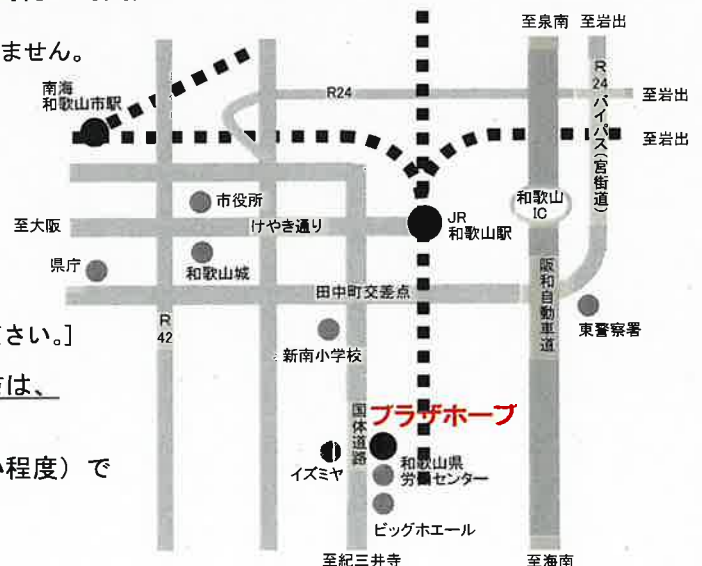 ません。
至泉南
至岩出
南海
和歌山市駅
R24
至岩出
R24バイパス(宮街道)
至岩出
市役所
和歌山
IC
至大阪
けやき通り
JR
和歌山駅
県庁
和歌山城
田中町交差点
阪和自動車道
R
42
東警察署
ださい。]
新南小学校
は、
国体道路
プラザホープ
い程度)で
イズミヤ
和歌山県
労働センター
ビッグホエール
至紀三井寺
至海南